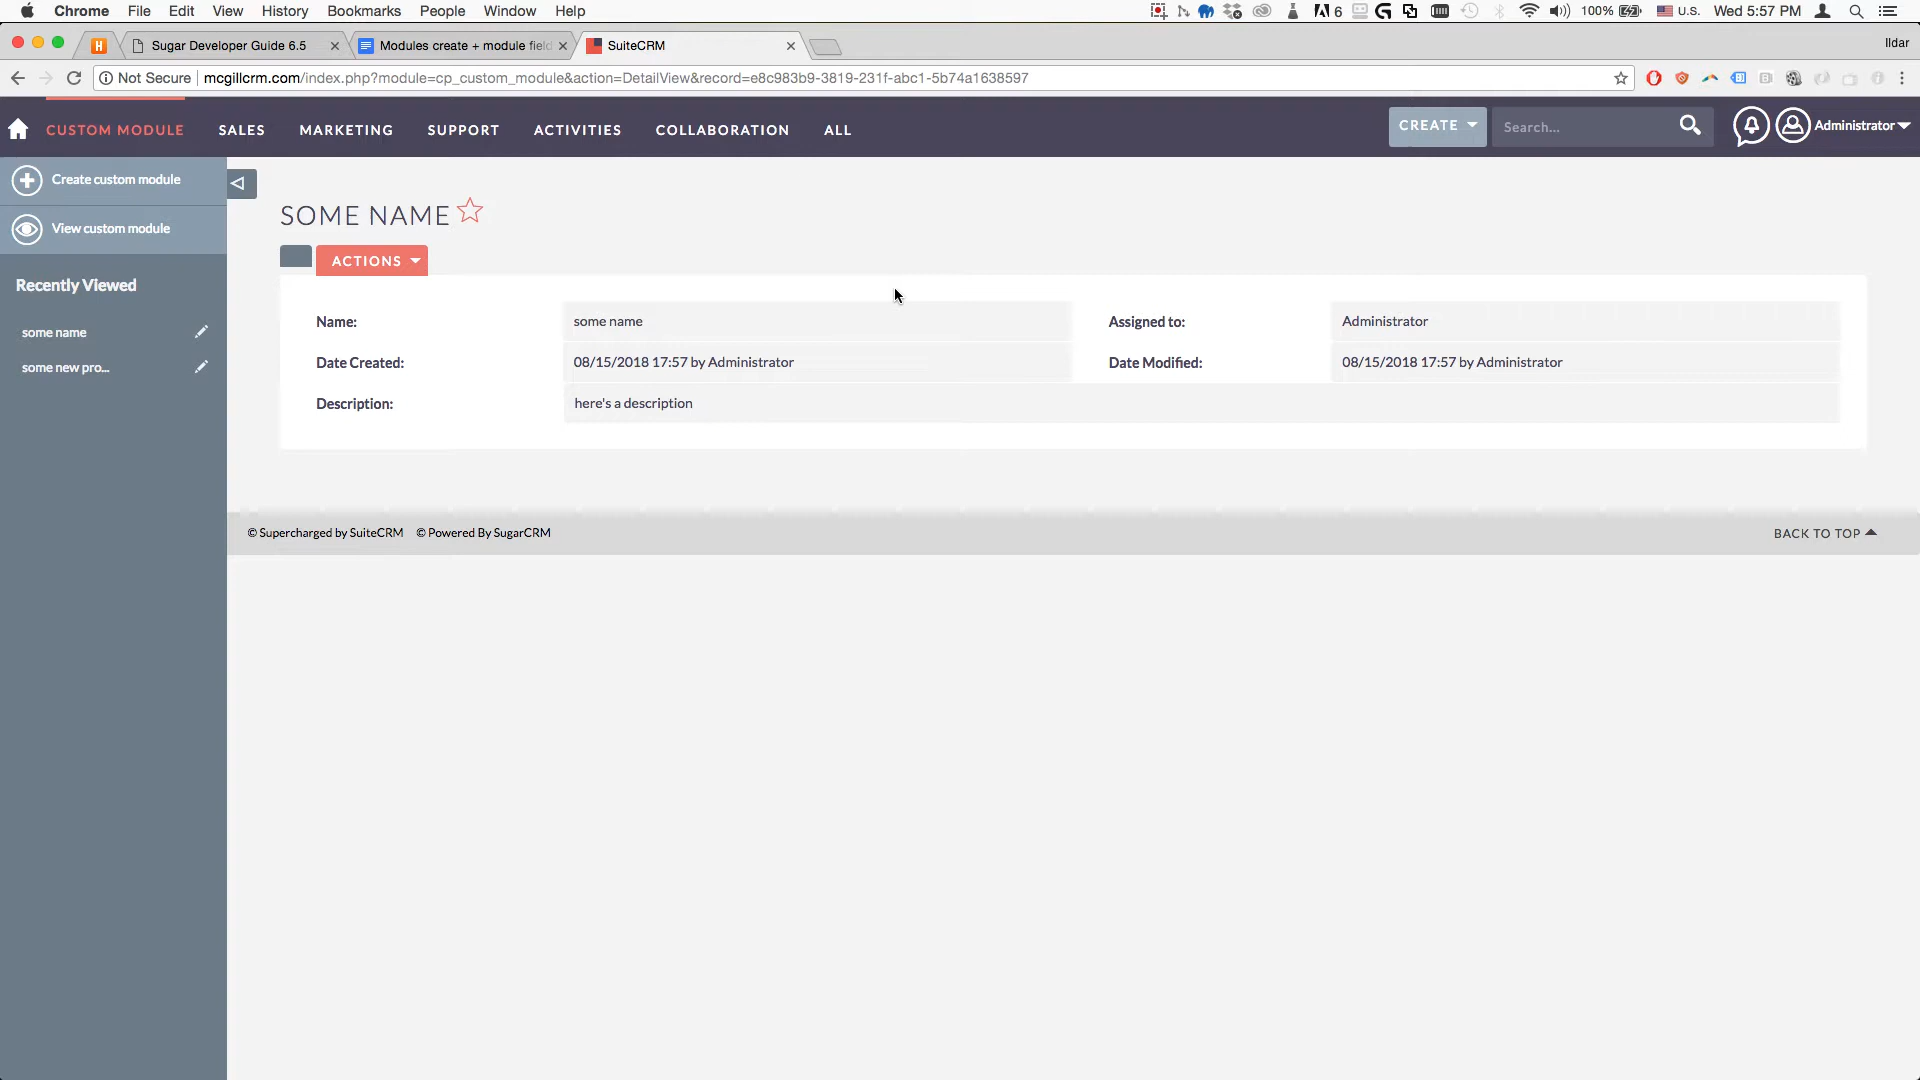 Chrome File Edit View History Bookmarks People Window Help 6 100% U.S. Wed 5:57 PM
H Sugar Developer Guide 6.5 Modules create + module field SuiteCRM Ildar
Not Secure mcgillcrm.com/index.php?module=cp_custom_module&action=DetailView&record=e8c983b9-3819-231f-abc1-5b74a1638597
CUSTOM MODULE SALES MARKETING SUPPORT ACTIVITIES COLLABORATION ALL CREATE Search... Administrator
Create custom module
View custom module
Recently Viewed
some name
some new pro...
SOME NAME
ACTIONS
Name: some name Assigned to: Administrator
Date Created: 08/15/2018 17:57 by Administrator Date Modified: 08/15/2018 17:57 by Administrator
Description: here's a description
© Supercharged by SuiteCRM © Powered By SugarCRM BACK TO TOP